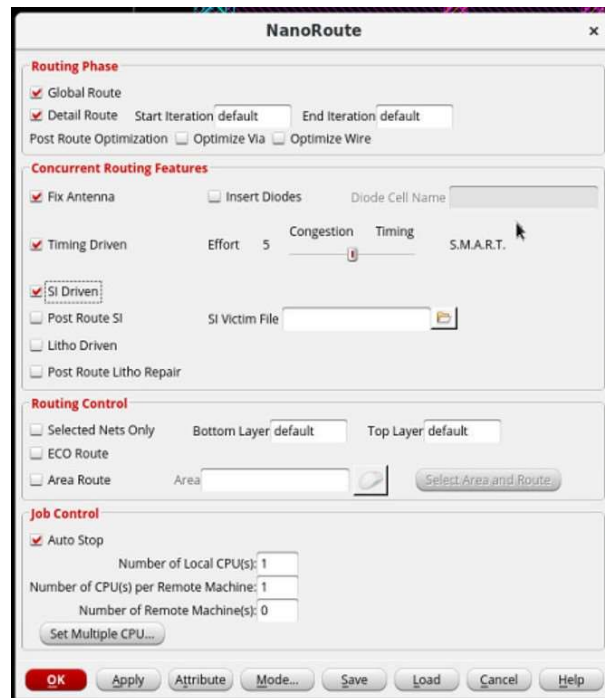 NanoRoute
Routing Phase
Global Route
Detail Route Start Iteration default End Iteration default
Post Route Optimization Optimize Via Optimize Wire
Concurrent Routing Features
Fix Antenna Insert Diodes Diode Cell Name
Congestion Timing
Timing Driven Effort 5 S.M.A.R.T.
SI Driven
Post Route SI SI Victim File
Litho Driven
Post Route Litho Repair
Routing Control
Selected Nets Only Bottom Layer default Top Layer default
ECO Route
Area Route Area Select Area and Route
Job Control
Auto Stop
Number of Local CPU(s): 1
Number of CPU(s) per Remote Machine: 1
Number of Remote Machine(s): 0
Set Multiple CPU...
OK Apply Attribute Mode... Save Load Cancel Help